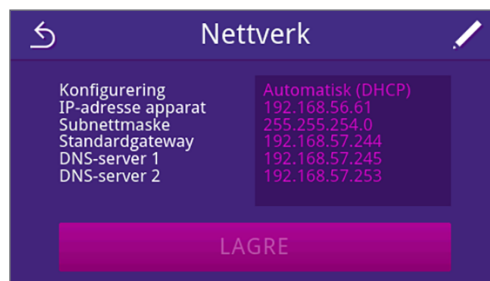 Nettverk
Konfigurering Automatisk (DHCP)
IP-adresse apparat 192.168.56.61
Subnettmaske 255.255.254.0
Standardgateway 192.168.57.244
DNS-server 1 192.168.57.245
DNS-server 2 192.168.57.253
LAGRE